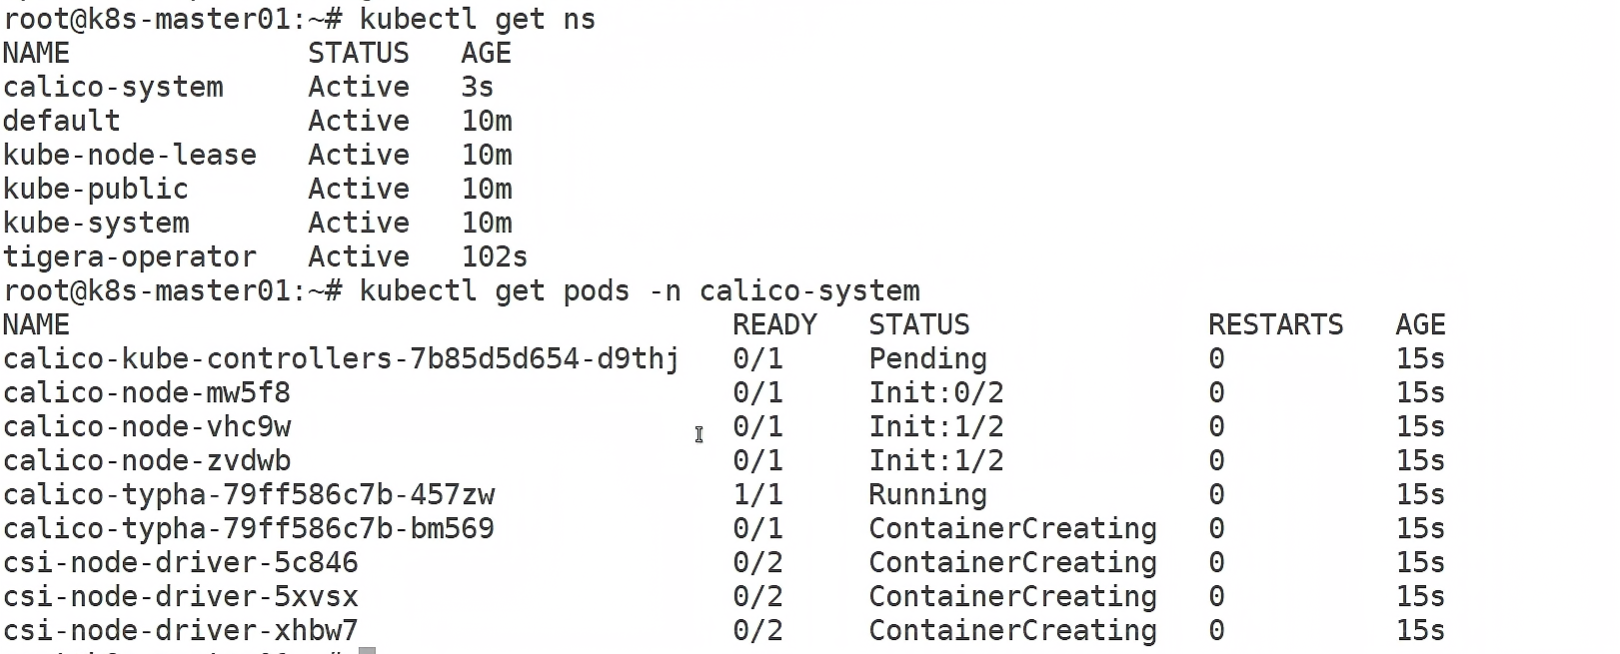 root@k8s-master01:~# kubectl get ns
NAME              STATUS   AGE
calico-system     Active   3s
default           Active   10m
kube-node-lease   Active   10m
kube-public       Active   10m
kube-system       Active   10m
tigera-operator   Active   102s
root@k8s-master01:~# kubectl get pods -n calico-system
NAME                                       READY   STATUS              RESTARTS   AGE
calico-kube-controllers-7b85d5d654-d9thj   0/1     Pending             0          15s
calico-node-mw5f8                          0/1     Init:0/2            0          15s
calico-node-vhc9w                          0/1     Init:1/2            0          15s
calico-node-zvdwb                          0/1     Init:1/2            0          15s
calico-typha-79ff586c7b-457zw              1/1     Running             0          15s
calico-typha-79ff586c7b-bm569              0/1     ContainerCreating   0          15s
csi-node-driver-5c846                      0/2     ContainerCreating   0          15s
csi-node-driver-5xvsx                      0/2     ContainerCreating   0          15s
csi-node-driver-xhbw7                      0/2     ContainerCreating   0          15s